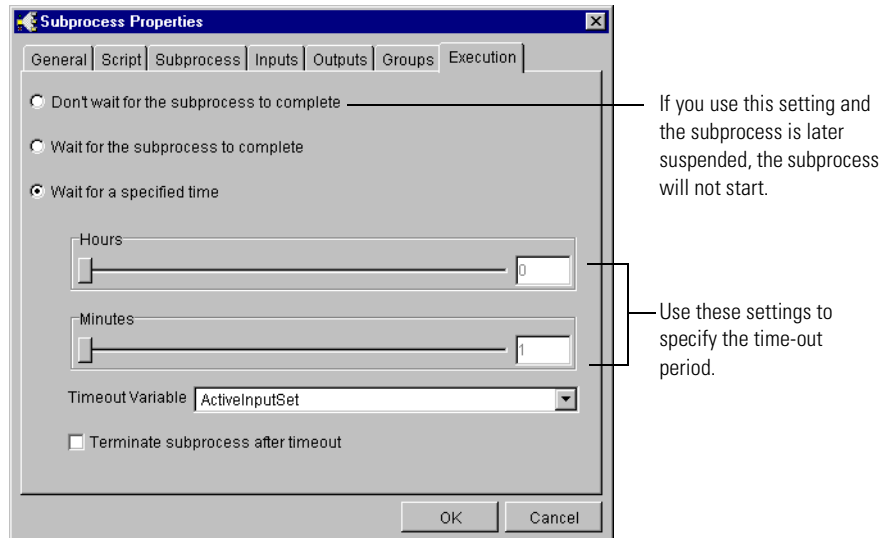 Subprocess Properties
General Script Subprocess Inputs Outputs Groups Execution
Don't wait for the subprocess to complete
If you use this setting and
the subprocess is later
suspended, the subprocess
will not start.
Wait for the subprocess to complete
Wait for a specified time
Hours
0
Minutes
1
Use these settings to
specify the time-out
period.
Timeout Variable ActiveInputSet
Terminate subprocess after timeout
OK Cancel